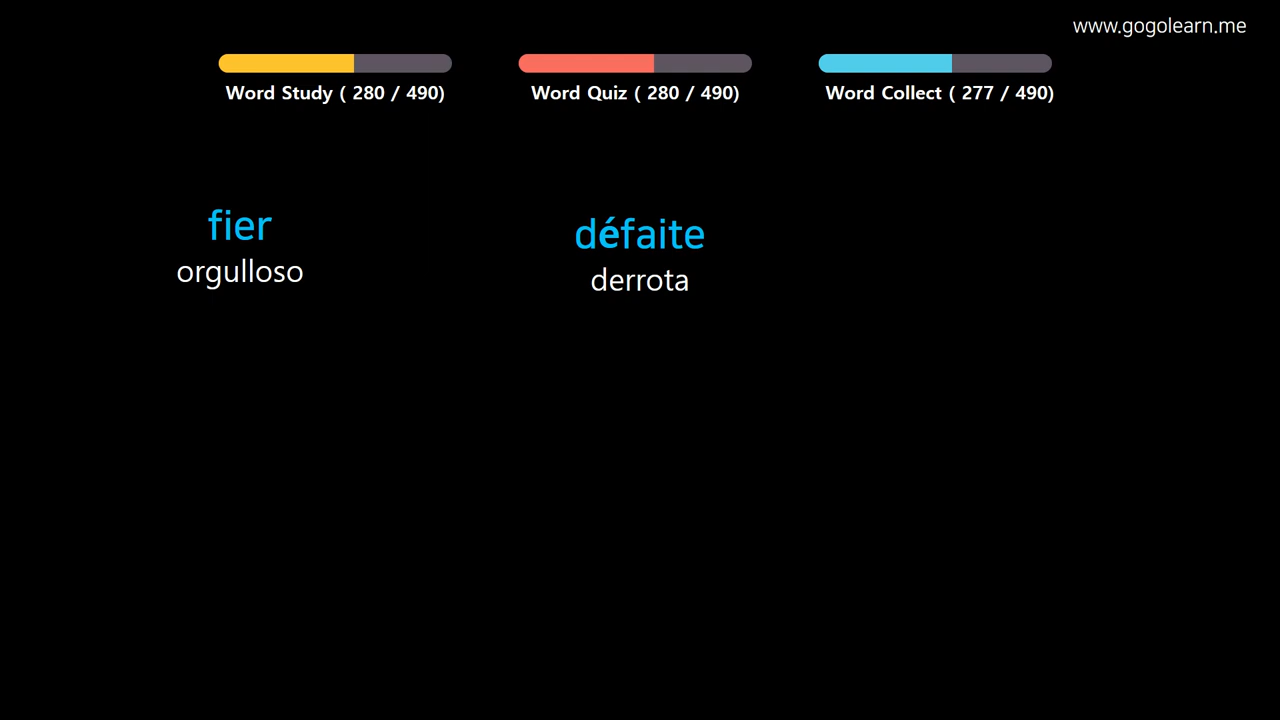 www.gogolearn.me
Word Study ( 280 / 490)
Word Quiz ( 280 / 490)
Word Collect ( 277 / 490)
fier
orgulloso
défaite
derrota